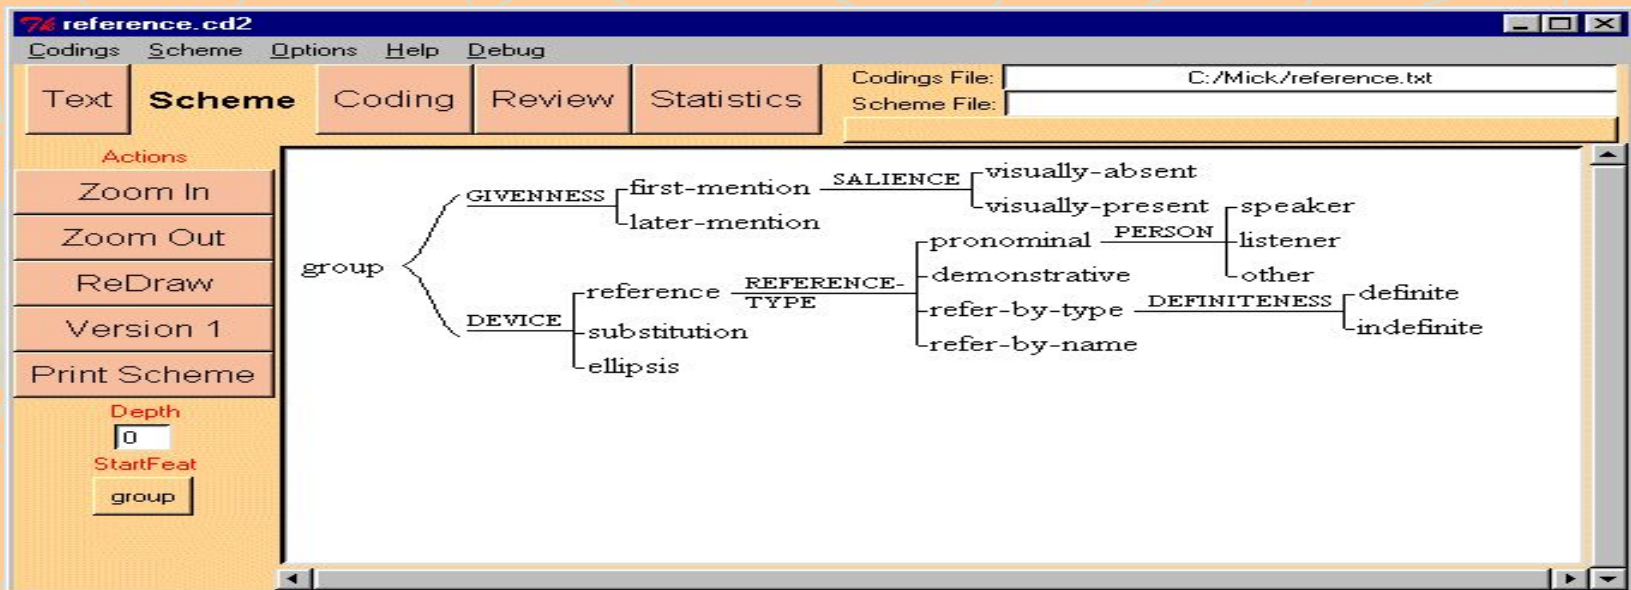 reference.cd2
Codings Scheme Options Help Debug
Text Scheme Coding Review Statistics
Codings File: C:/Mick/reference.txt
Scheme File:
Actions
Zoom In
Zoom Out
ReDraw
Version 1
Print Scheme
Depth
0
StartFeat
group
group
GIVENNESS
first-mention
later-mention
SALIENCE
visually-absent
visually-present
DEVICE
reference
substitution
ellipsis
REFERENCE-
TYPE
pronominal
demonstrative
refer-by-type
refer-by-name
PERSON
speaker
listener
other
DEFINITENESS
definite
indefinite